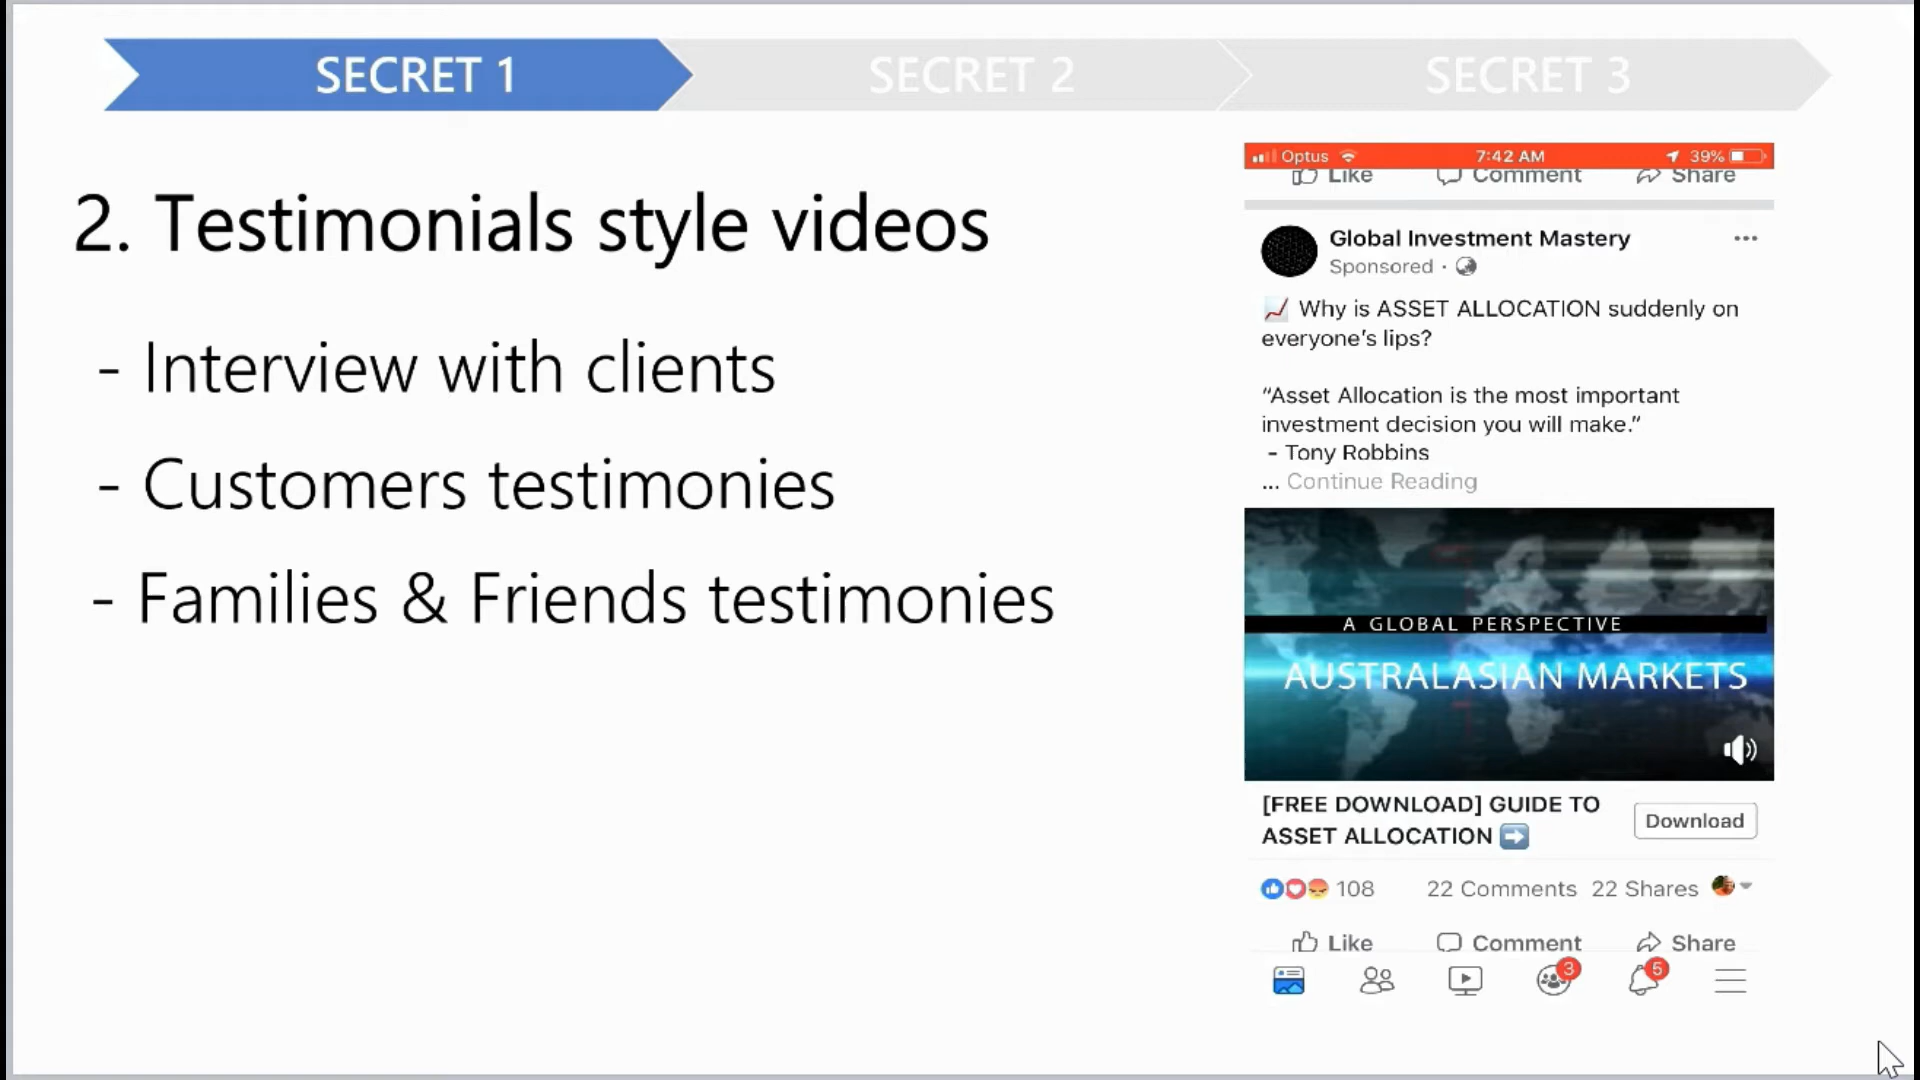 SECRET 1
SECRET 2
SECRET 3
2. Testimonials style videos
- Interview with clients
- Customers testimonies
- Families & Friends testimonies
Optus 7:42 AM 39%
Like Comment Share
Global Investment Mastery
Sponsored ·
📈 Why is ASSET ALLOCATION suddenly on
everyone's lips?
“Asset Allocation is the most important
investment decision you will make.”
- Tony Robbins
... Continue Reading
A GLOBAL PERSPECTIVE
AUSTRALASIAN MARKETS
[FREE DOWNLOAD] GUIDE TO
ASSET ALLOCATION ➡️
Download
108 22 Comments 22 Shares
Like Comment Share
3 5